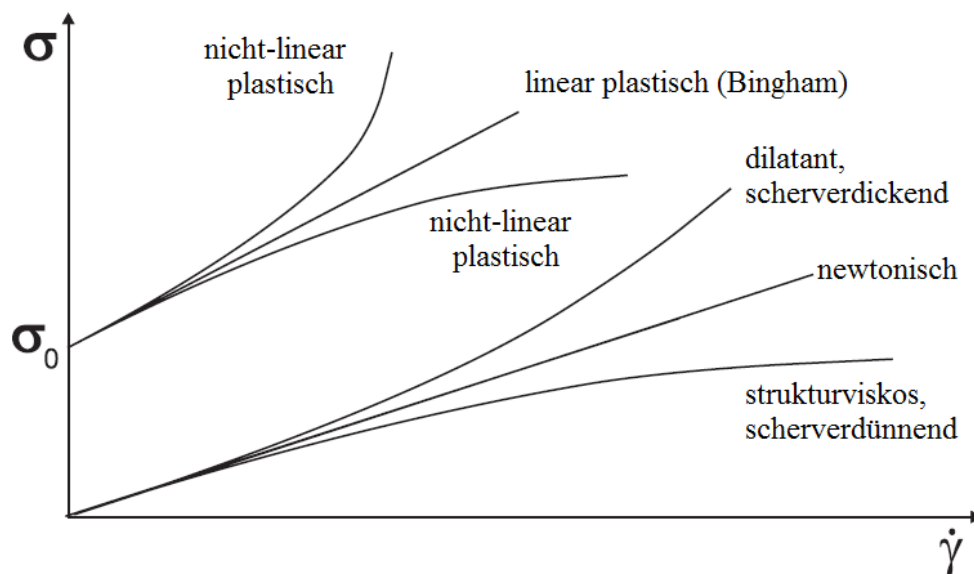 σ
nicht-linear
plastisch
linear plastisch (Bingham)
dilatant,
scherverdickend
nicht-linear
plastisch
newtonisch
σ₀
strukturviskos,
scherverdünnend
γ̇